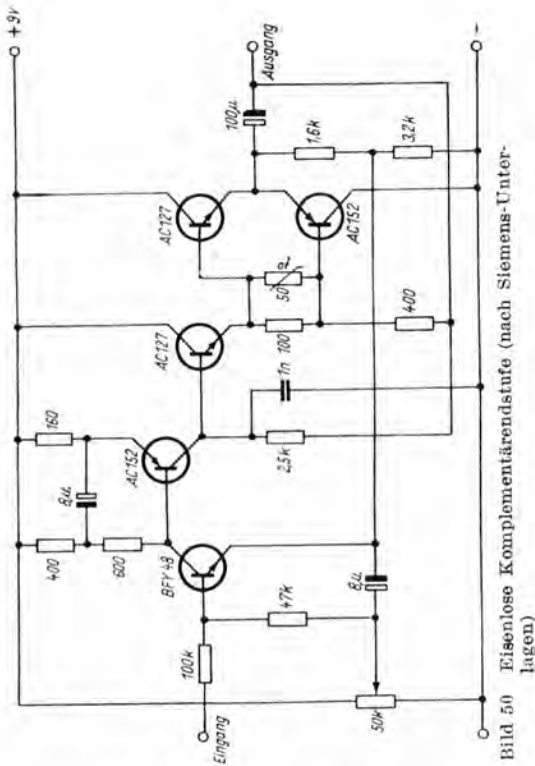 +9V
400
8µ
160
600
AC152
AC127
AC127
100µ
Ausgang
BFY48
100k
Eingang
47k
2,5k
1n
100
50
ϑ
AC152
1,6k
3,2k
400
50k
8µ
–
Bild 50 Eisenlose Komplementärendstufe (nach Siemens-Unter-
lagen)